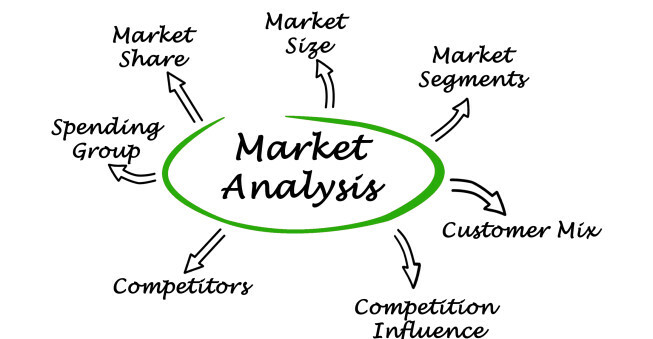 Market
Size
Market
Share
Market
Segments
Spending
Group
Market
Analysis
Customer Mix
Competitors
Competition
Influence